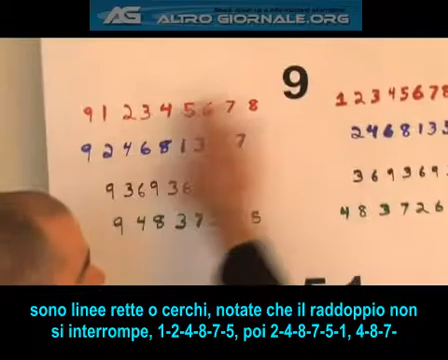 AG ALTRO GIORNALE.ORG
9
9 1 2 3 4 5 6 7 8
1 2 3 4 5 6 7 8
9 2 4 6 8 1 3 7
2 4 6 8 1 3 5
9 3 6 9 3 6
3 6 9 3 6 9
9 4 8 3 7 5
4 8 3 7 2 6
sono linee rette o cerchi, notate che il raddoppio non
si interrompe, 1-2-4-8-7-5, poi 2-4-8-7-5-1, 4-8-7-